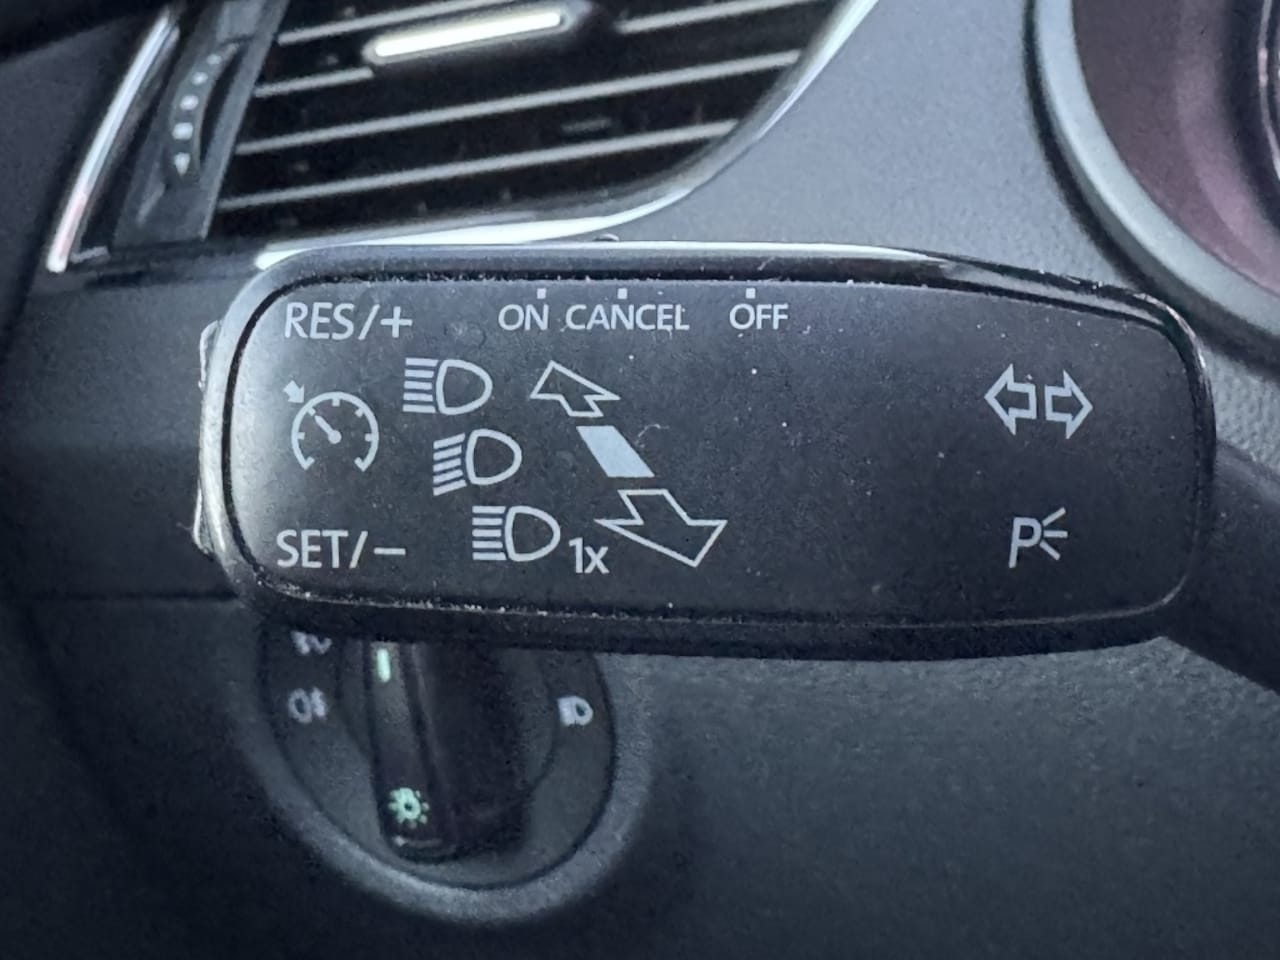 RES/+ ON CANCEL OFF
SET/− 1x P